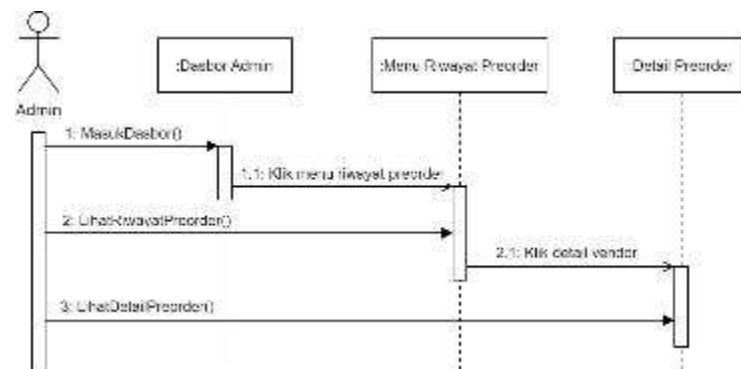 :Dasbor Admin
:Menu Riwayat Preorder
:Detail Preorder
Admin
1: MasukDasbor()
1.1: Klik menu riwayat preorder
2: LihatRiwayatPreorder()
2.1: Klik detail vendor
3: LihatDetailPreorder()